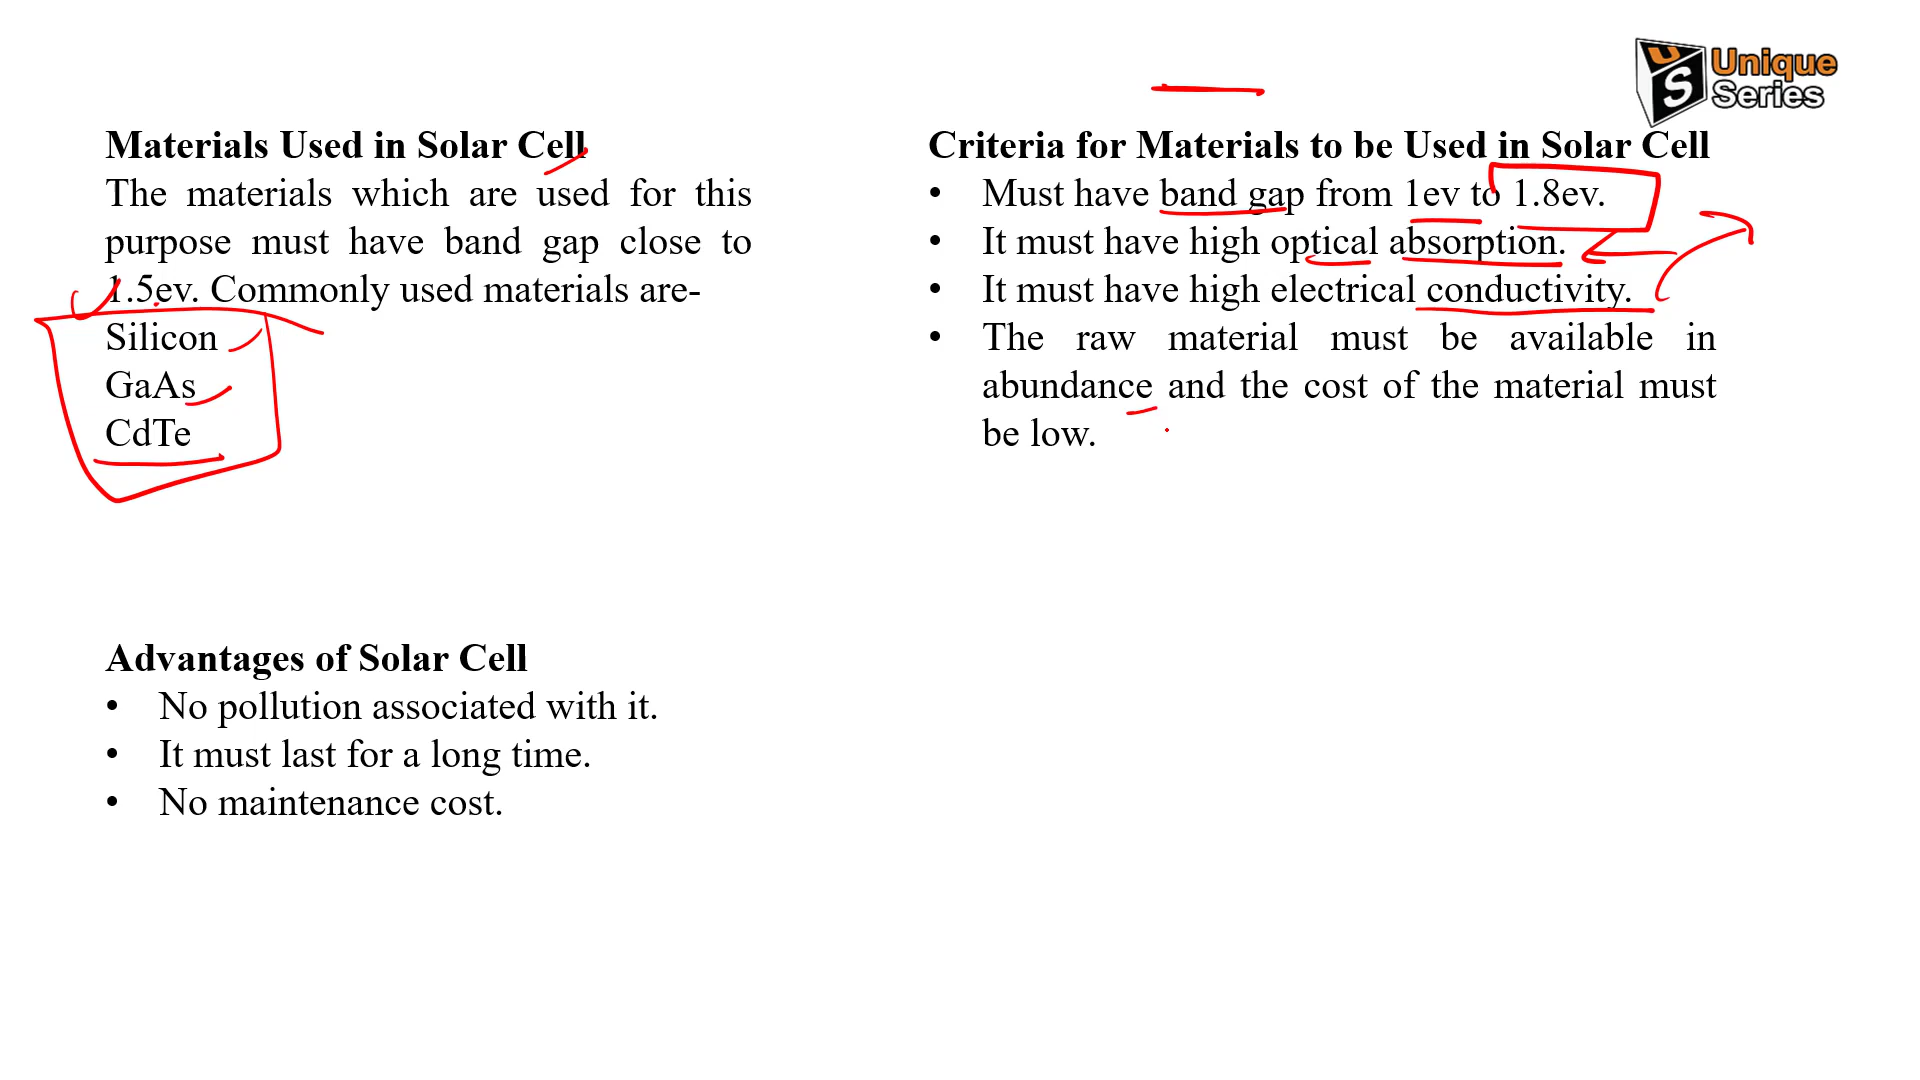 Unique
Series
Materials Used in Solar Cell
The materials which are used for this
purpose must have band gap close to
1.5ev. Commonly used materials are-
Silicon
GaAs
CdTe
Criteria for Materials to be Used in Solar Cell
• Must have band gap from 1ev to 1.8ev.
• It must have high optical absorption.
• It must have high electrical conductivity.
• The raw material must be available in
abundance and the cost of the material must
be low.
Advantages of Solar Cell
• No pollution associated with it.
• It must last for a long time.
• No maintenance cost.